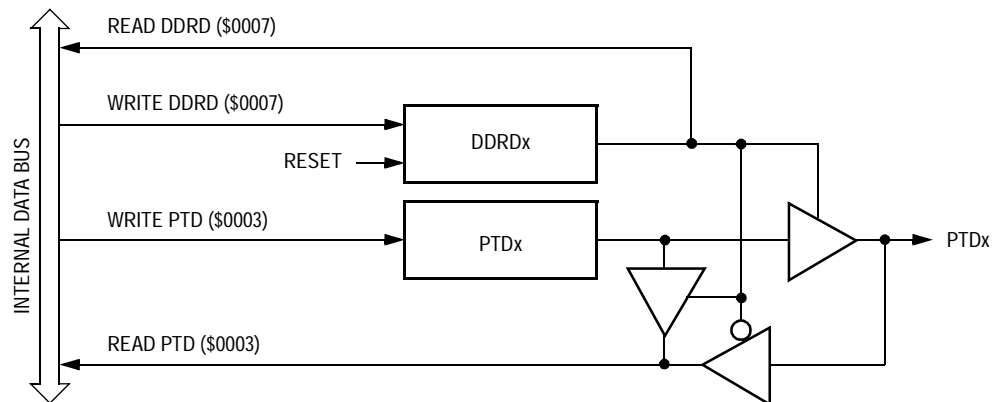 READ DDRD ($0007)
WRITE DDRD ($0007)
DDRDx
RESET
INTERNAL DATA BUS
WRITE PTD ($0003)
PTDx
PTDx
READ PTD ($0003)